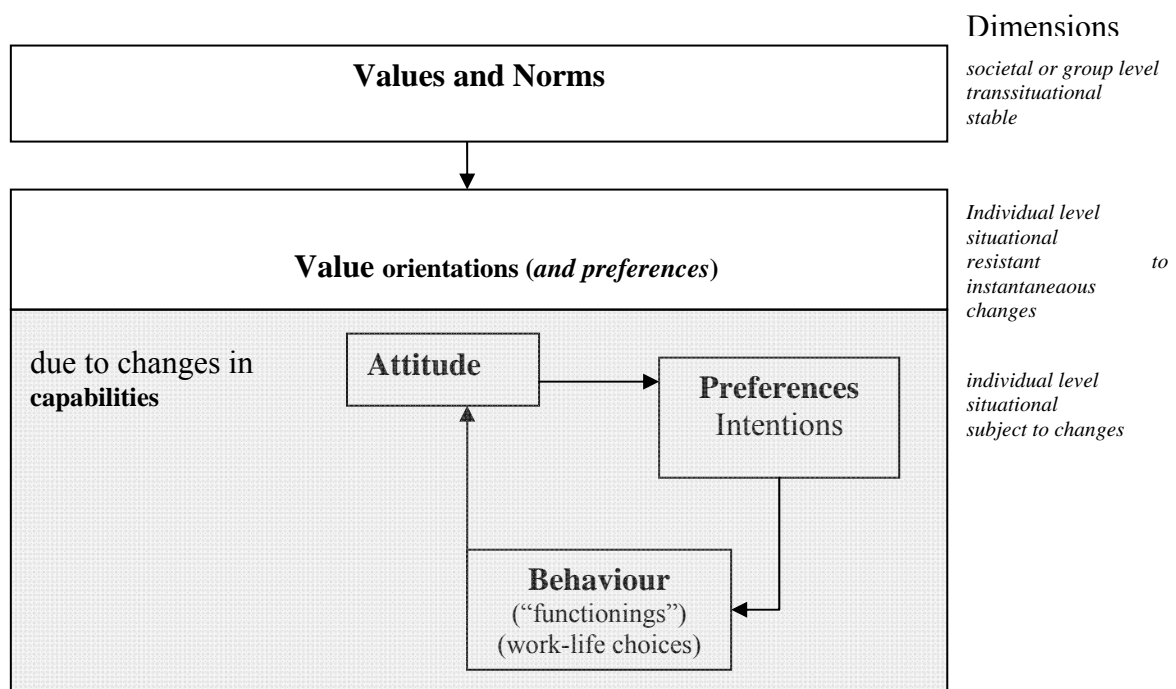 Dimensions
Values and Norms
societal or group level
transsituational
stable
Value orientations (and preferences)
Individual level
situational
resistant to
instantaneaous
changes
due to changes in
capabilities
Attitude
Preferences
Intentions
individual level
situational
subject to changes
Behaviour
(“functionings”)
(work-life choices)